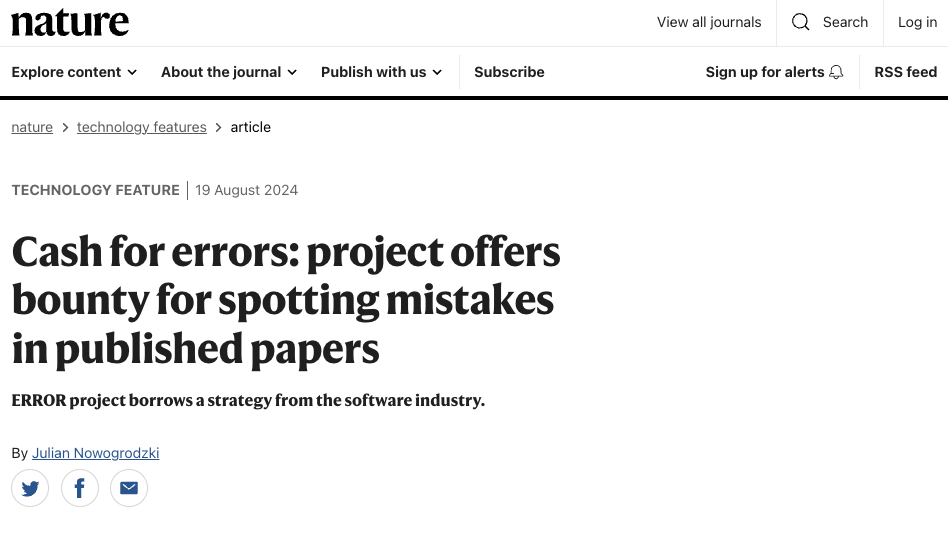 nature
View all journals
Search
Log in
Explore content
About the journal
Publish with us
Subscribe
Sign up for alerts
RSS feed
nature > technology features > article
TECHNOLOGY FEATURE | 19 August 2024
Cash for errors: project offers
bounty for spotting mistakes
in published papers
ERROR project borrows a strategy from the software industry.
By Julian Nowogrodzki